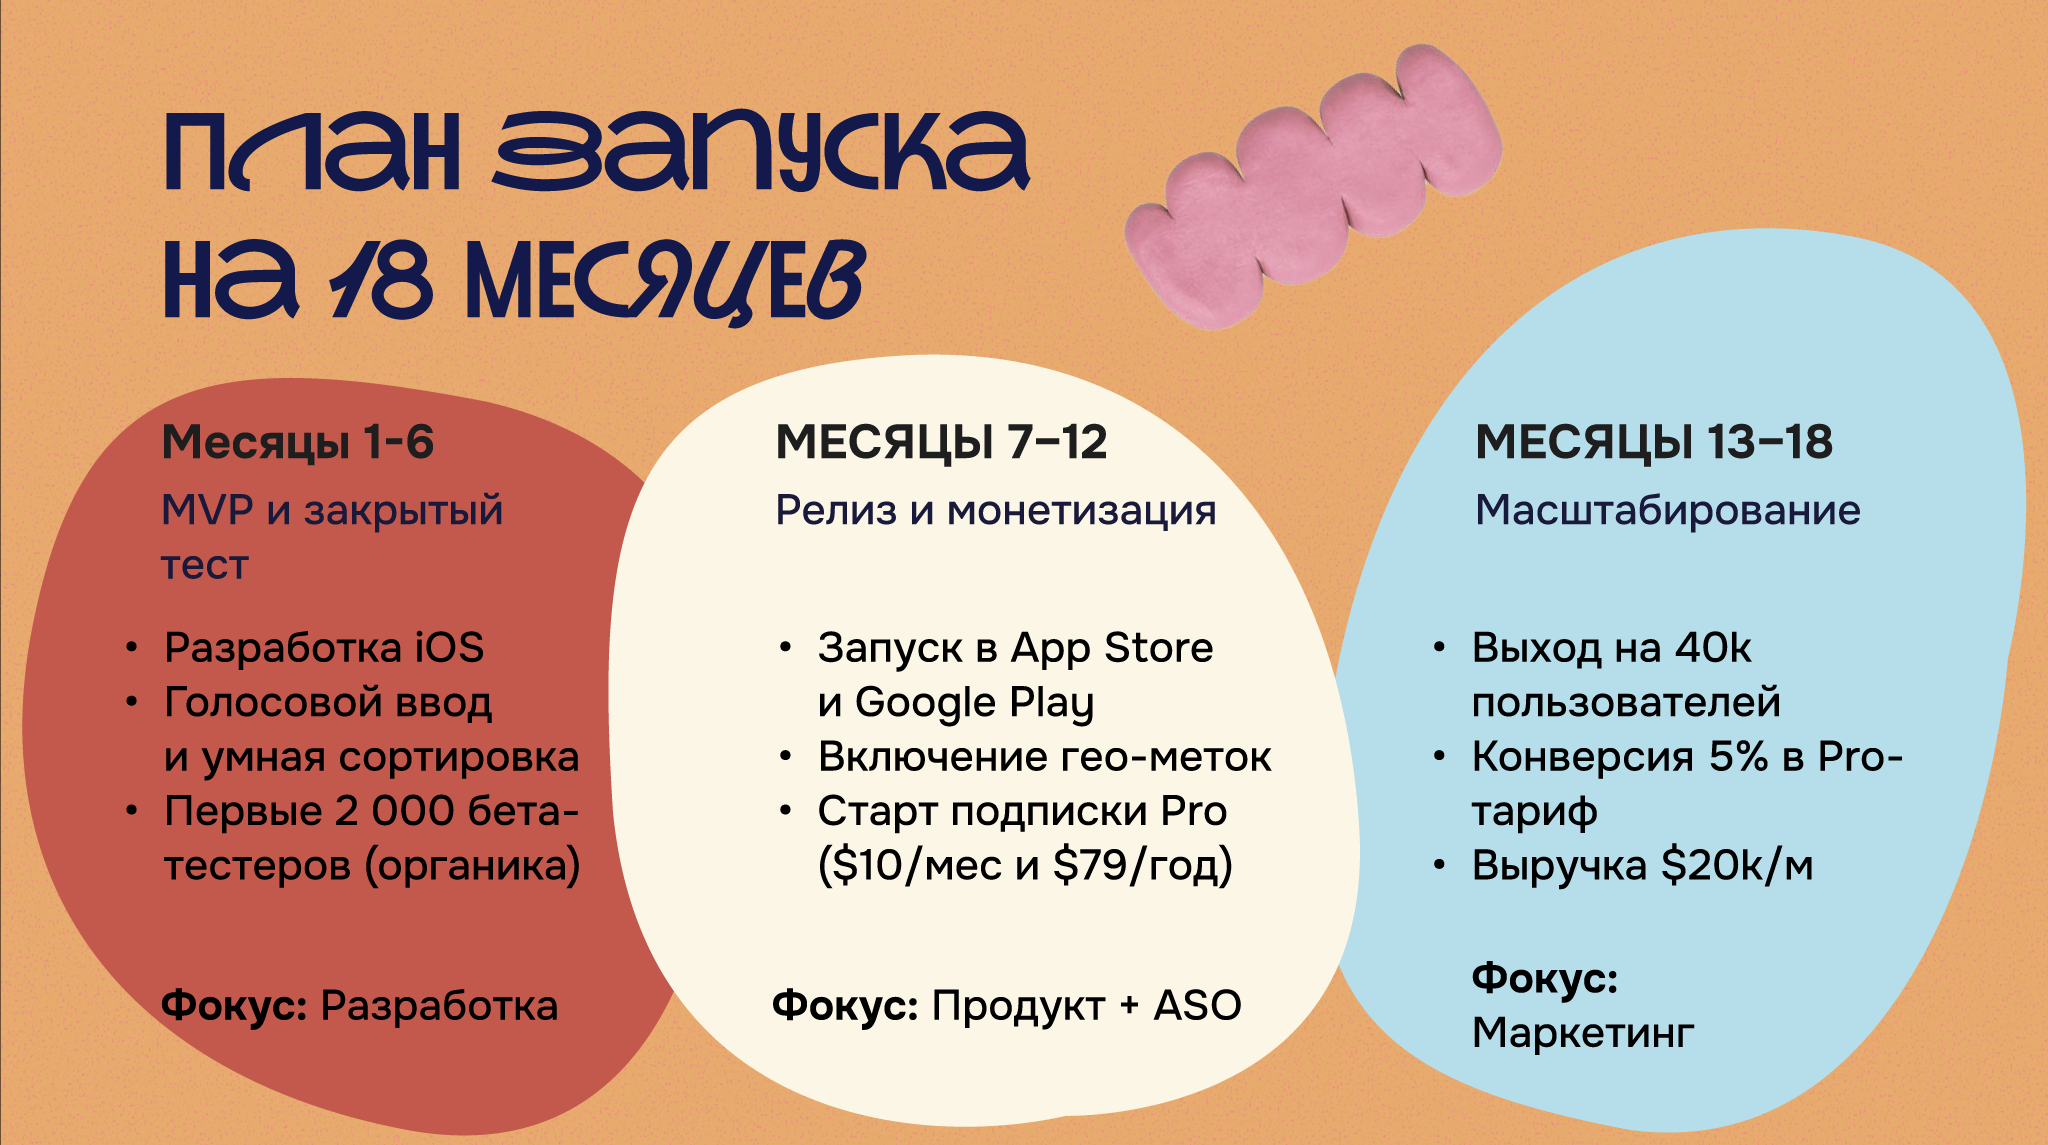 План запуска
на 18 месяцев
Месяцы 1-6
MVP и закрытый
тест
• Разработка iOS
• Голосовой ввод
и умная сортировка
• Первые 2 000 бета-
тестеров (органика)
Фокус: Разработка
МЕСЯЦЫ 7–12
Релиз и монетизация
• Запуск в App Store
и Google Play
• Включение гео-меток
• Старт подписки Pro
($10/мес и $79/год)
Фокус: Продукт + ASO
МЕСЯЦЫ 13–18
Масштабирование
• Выход на 40k
пользователей
• Конверсия 5% в Pro-
тариф
• Выручка $20k/м
Фокус:
Маркетинг